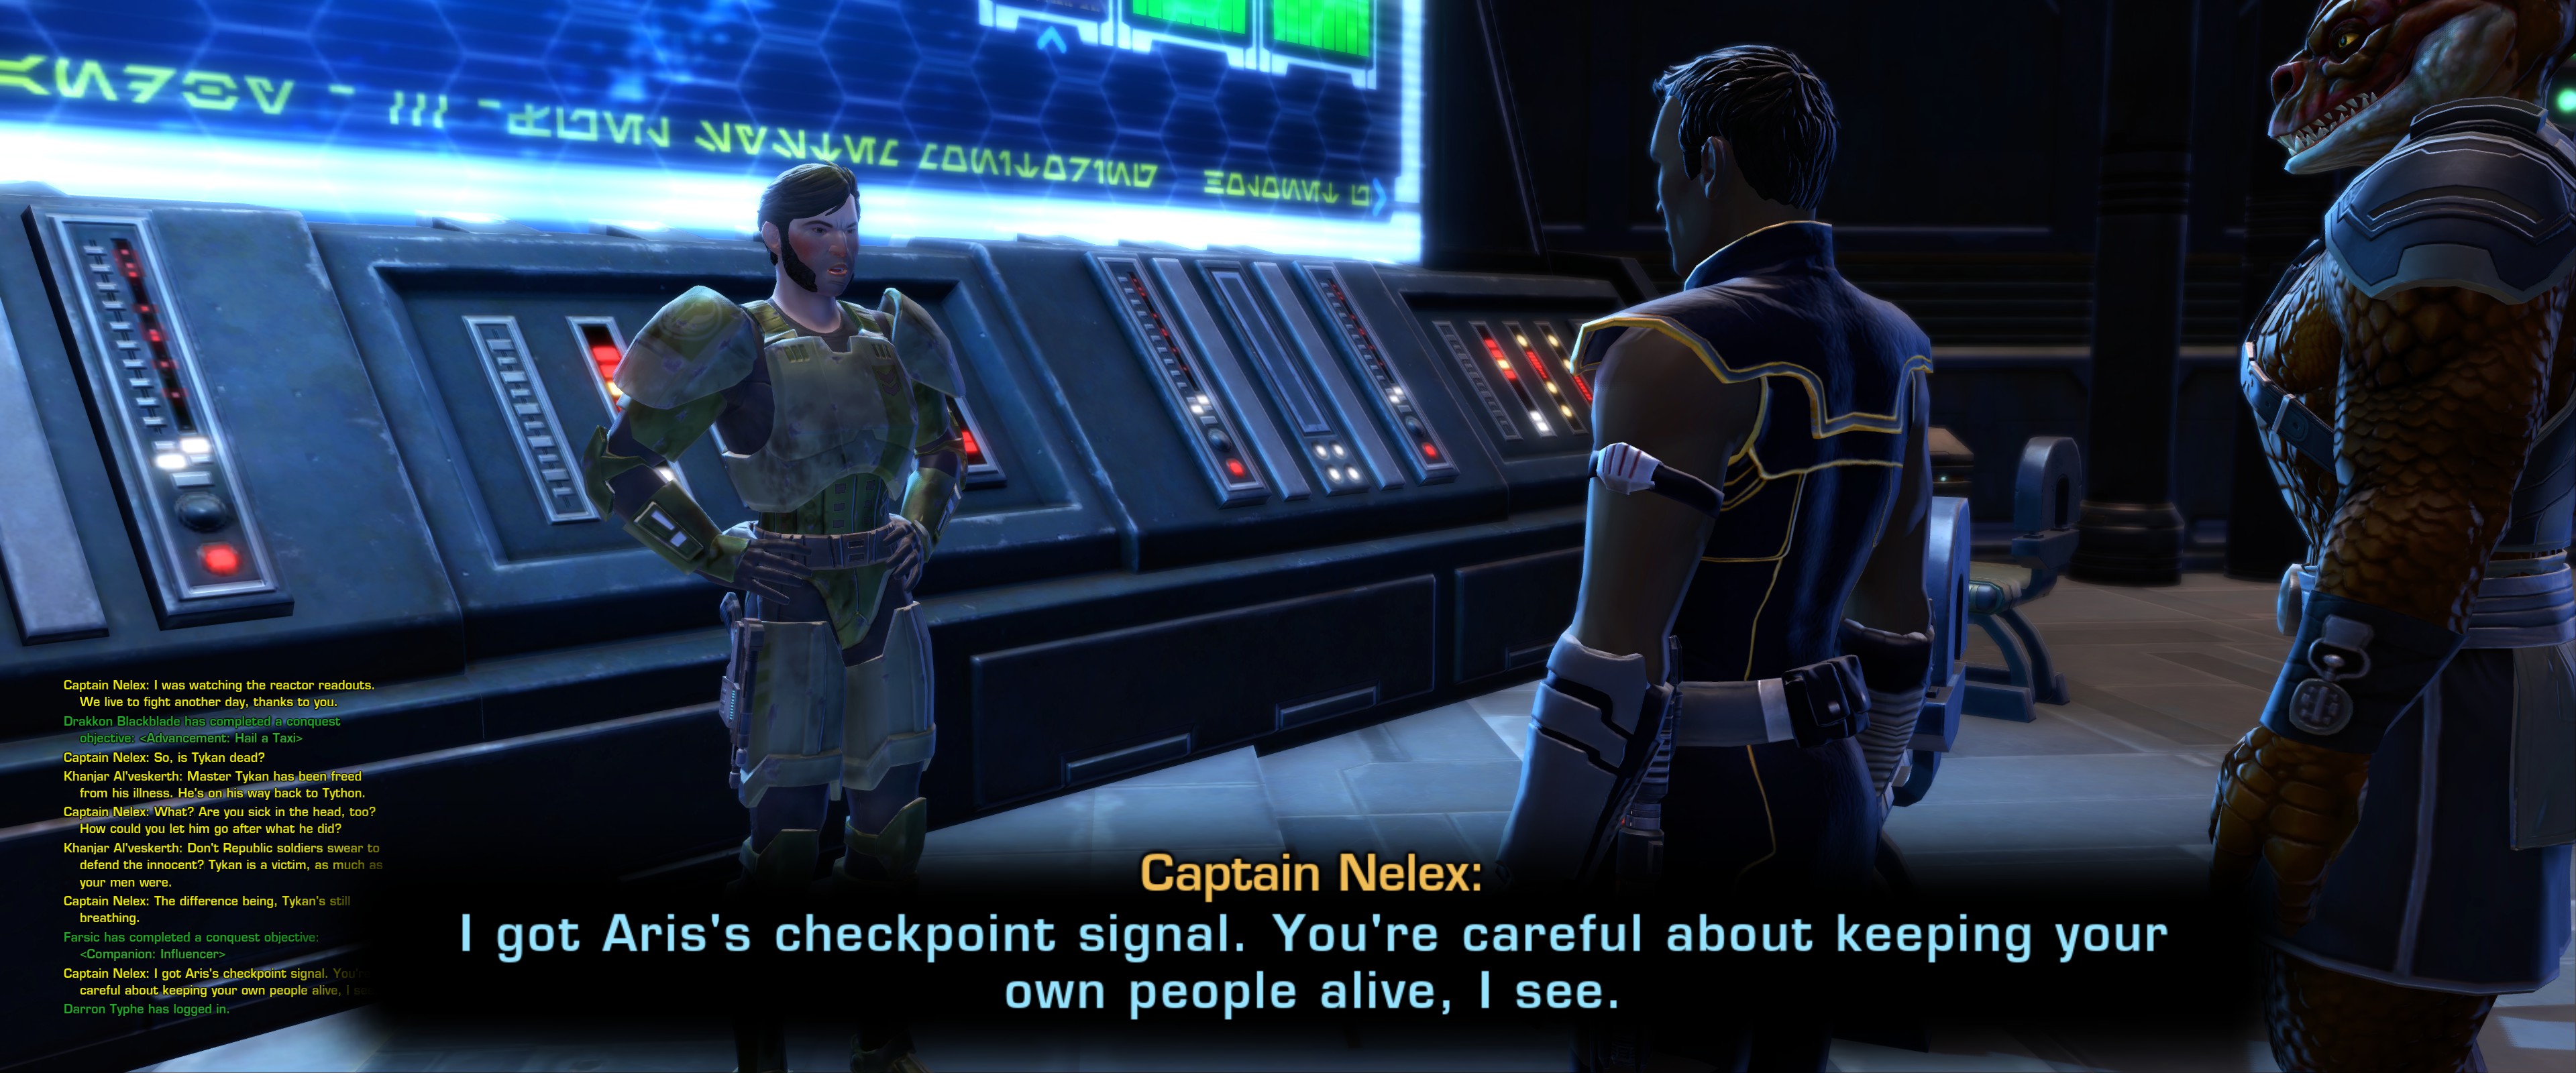 Captain Nelex: I was watching the reactor readouts.
We live to fight another day, thanks to you.
Drakkon Blackblade has completed a conquest
objective: <Advancement: Hail a Taxi>
Captain Nelex: So, is Tykan dead?
Khanjar Al'veskerth: Master Tykan has been freed
from his illness. He's on his way back to Tython.
Captain Nelex: What? Are you sick in the head, too?
How could you let him go after what he did?
Khanjar Al'veskerth: Don't Republic soldiers swear to
defend the innocent? Tykan is a victim, as much as
your men were.
Captain Nelex: The difference being, Tykan's still
breathing.
Farsic has completed a conquest objective:
<Companion: Influencer>
Captain Nelex: I got Aris's checkpoint signal. You're
careful about keeping your own people alive, I see.
Darron Typhe has logged in.
Captain Nelex:
I got Aris's checkpoint signal. You're careful about keeping your
own people alive, I see.